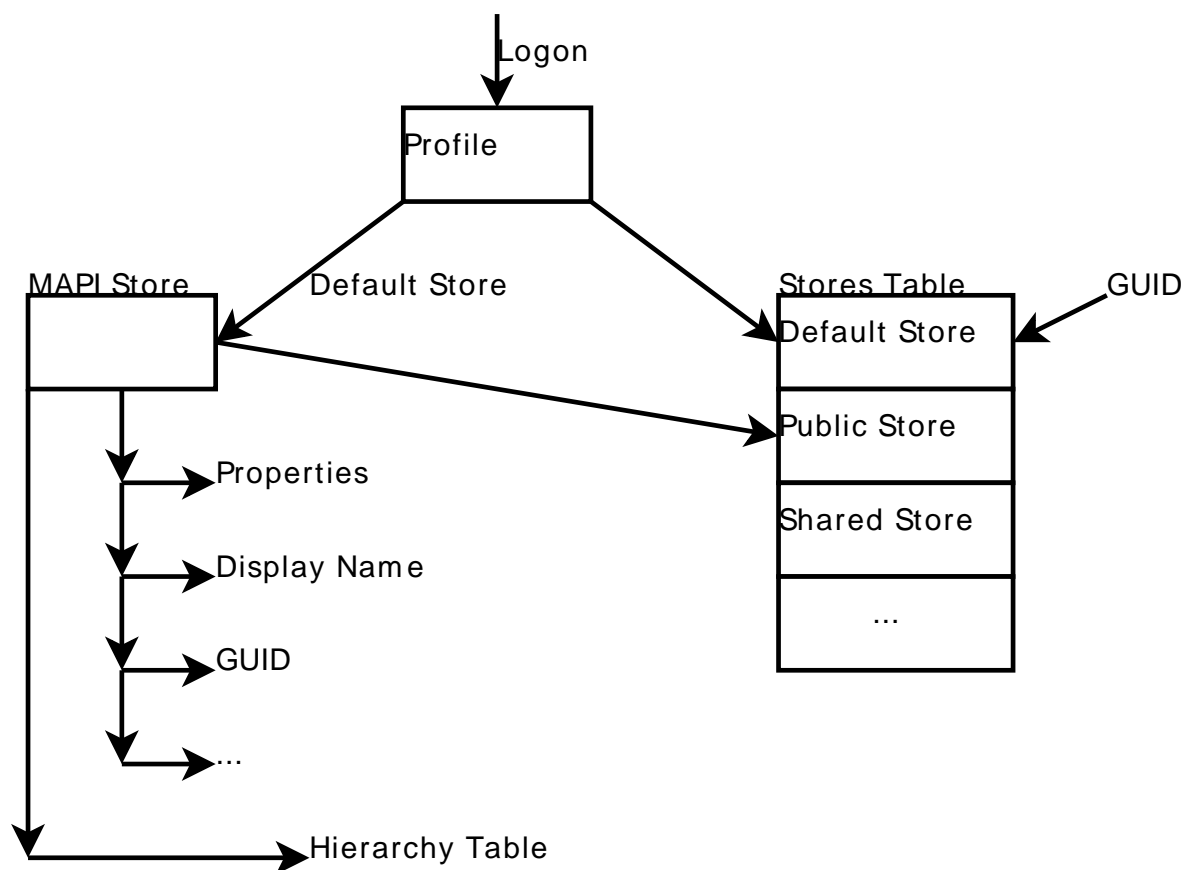 Logon
Profile
MAPI Store
Default Store
Stores Table
GUID
Default Store
Public Store
Properties
Shared Store
Display Name
...
GUID
...
Hierarchy Table